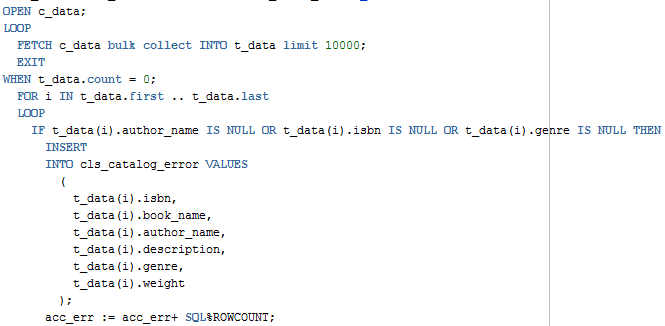 OPEN c_data;
LOOP
FETCH c_data bulk collect INTO t_data limit 10000;
EXIT
WHEN t_data.count = 0;
FOR i IN t_data.first .. t_data.last
LOOP
IF t_data(i).author_name IS NULL OR t_data(i).isbn IS NULL OR t_data(i).genre IS NULL THEN
INSERT
INTO cls_catalog_error VALUES
(
t_data(i).isbn,
t_data(i).book_name,
t_data(i).author_name,
t_data(i).description,
t_data(i).genre,
t_data(i).weight
);
acc_err := acc_err+ SQL%ROWCOUNT;